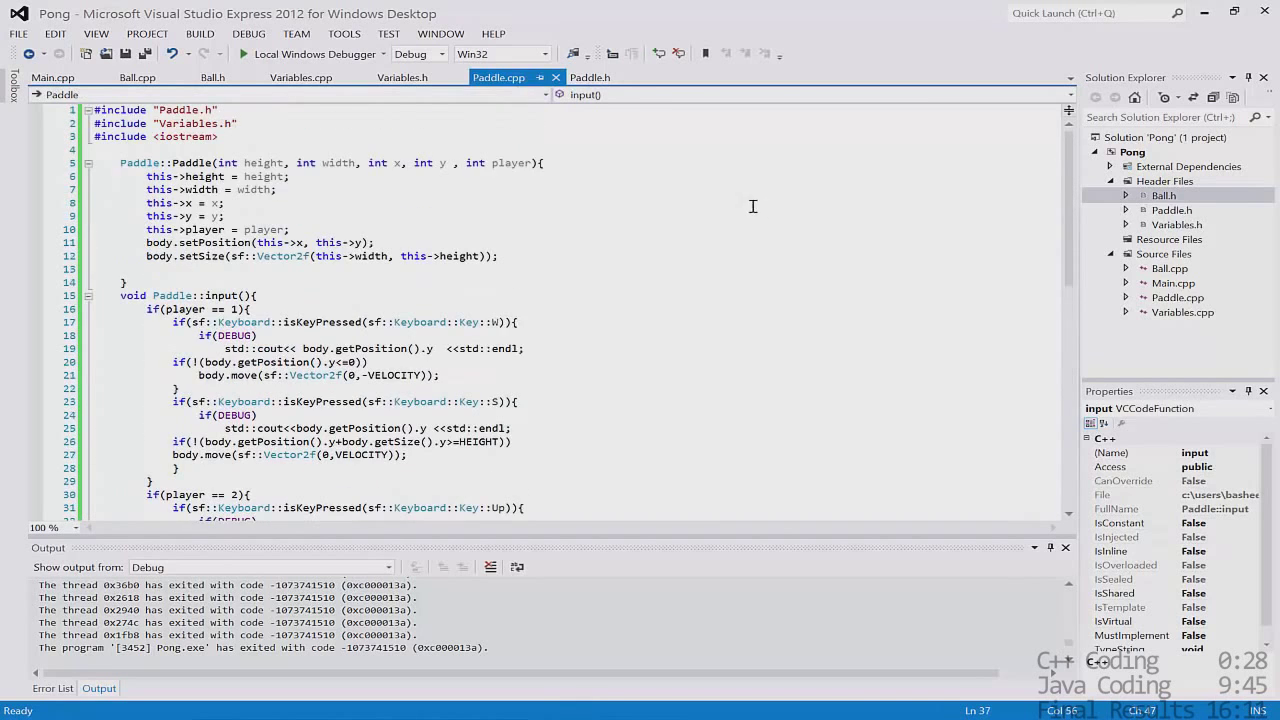 Pong - Microsoft Visual Studio Express 2012 for Windows Desktop
Quick Launch (Ctrl+Q)
FILE EDIT VIEW PROJECT BUILD DEBUG TEAM TOOLS TEST WINDOW HELP
Local Windows Debugger Debug Win32
Toolbox
Main.cpp Ball.cpp Ball.h Variables.cpp Variables.h Paddle.cpp Paddle.h
Paddle input()
1 #include "Paddle.h"
2 #include "Variables.h"
3 #include <iostream>
4
5 Paddle::Paddle(int height, int width, int x, int y , int player){
6 this->height = height;
7 this->width = width;
8 this->x = x;
9 this->y = y;
10 this->player = player;
11 body.setPosition(this->x, this->y);
12 body.setSize(sf::Vector2f(this->width, this->height));
13
14 }
15 void Paddle::input(){
16 if(player == 1){
17 if(sf::Keyboard::isKeyPressed(sf::Keyboard::Key::W)){
18 if(DEBUG)
19 std::cout<< body.getPosition().y <<std::endl;
20 if(!(body.getPosition().y<=0))
21 body.move(sf::Vector2f(0,-VELOCITY));
22 }
23 if(sf::Keyboard::isKeyPressed(sf::Keyboard::Key::S)){
24 if(DEBUG)
25 std::cout<<body.getPosition().y <<std::endl;
26 if(!(body.getPosition().y+body.getSize().y>=HEIGHT))
27 body.move(sf::Vector2f(0,VELOCITY));
28 }
29 }
30 if(player == 2){
31 if(sf::Keyboard::isKeyPressed(sf::Keyboard::Key::Up)){
100 %
Output
Show output from: Debug
The thread 0x36b0 has exited with code -1073741510 (0xc000013a).
The thread 0x2618 has exited with code -1073741510 (0xc000013a).
The thread 0x2940 has exited with code -1073741510 (0xc000013a).
The thread 0x274c has exited with code -1073741510 (0xc000013a).
The thread 0x1fb8 has exited with code -1073741510 (0xc000013a).
The program '[3452] Pong.exe' has exited with code -1073741510 (0xc000013a).
Error List Output
Solution Explorer
Search Solution Explorer (Ctrl+;)
Solution 'Pong' (1 project)
Pong
External Dependencies
Header Files
Ball.h
Paddle.h
Variables.h
Resource Files
Source Files
Ball.cpp
Main.cpp
Paddle.cpp
Variables.cpp
Properties
input VCCodeFunction
C++
(Name) input
Access public
CanOverride False
File c:\users\bashee
FullName Paddle::input
IsConstant False
IsInjected False
IsInline False
IsOverloaded False
IsSealed False
IsShared False
IsTemplate False
IsVirtual False
MustImplement False
TypeString void
C++
C++ Coding 0:28
Java Coding 9:45
Final Results 16:11
Ready Ln 37 Col 56 Ch 47 INS